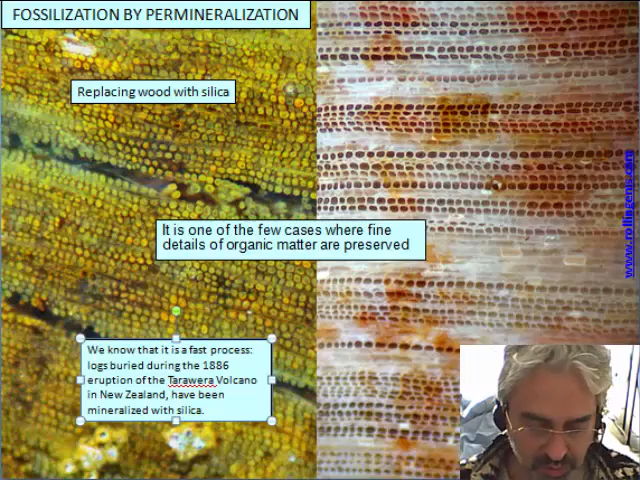 FOSSILIZATION BY PERMINERALIZATION
Replacing wood with silica
It is one of the few cases where fine
details of organic matter are preserved
We know that it is a fast process:
logs buried during the 1886
eruption of the Tarawera Volcano
in New Zealand, have been
mineralized with silica.
www.rollingems.com